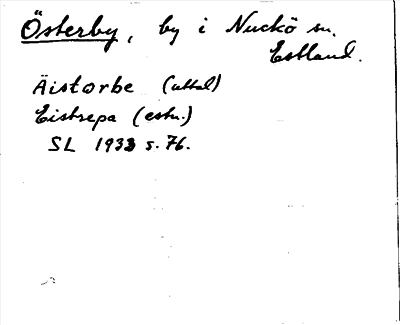 Österby, by i Nuckö sn.
Estland.
Äistorbe (uttal)
Eistrepa (estn.)
SL 1933 s. 76.